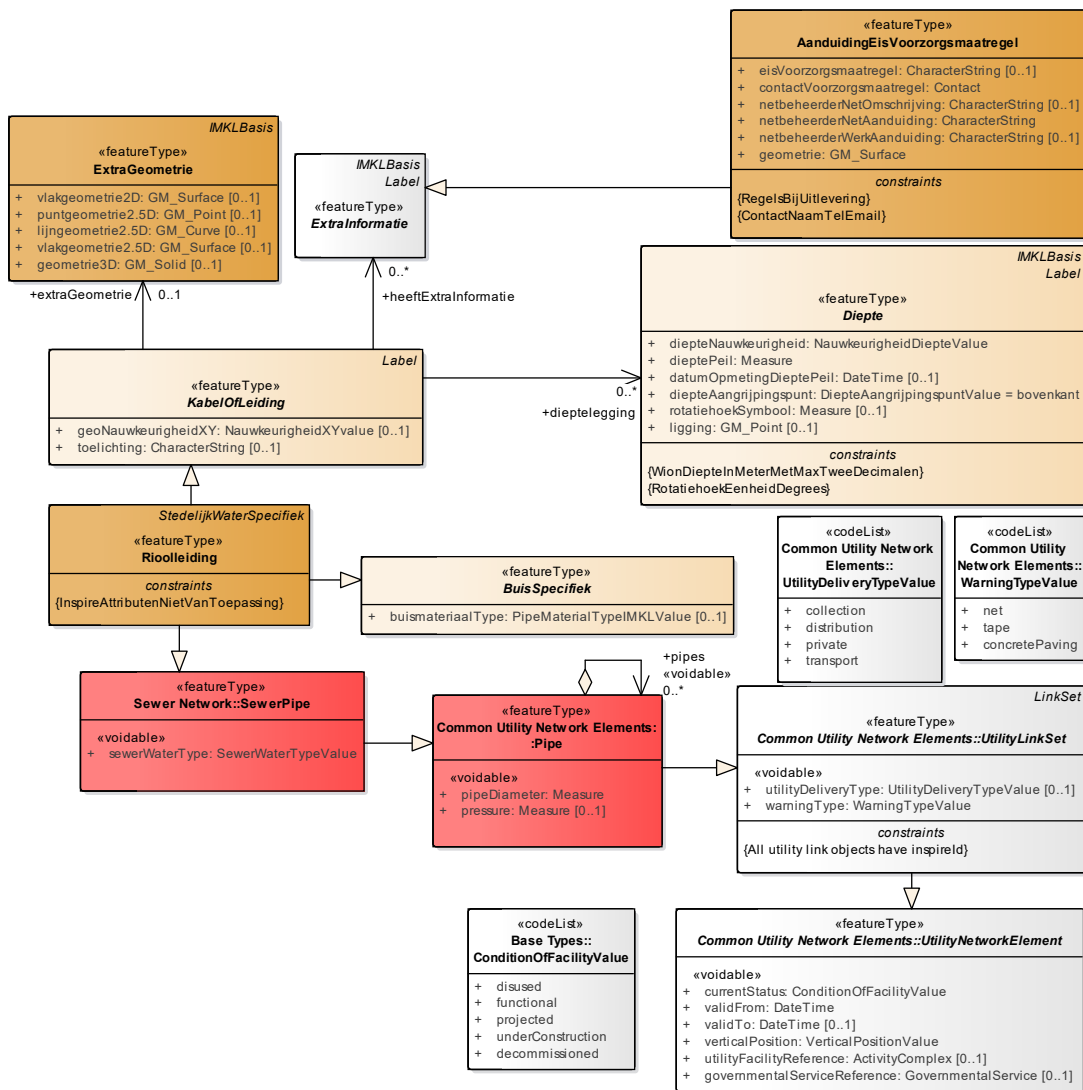 «featureType»
AanduidingEisVoorzorgsmaatregel
+ eisVoorzorgsmaatregel: CharacterString [0..1]
+ contactVoorzorgsmaatregel: Contact
+ netbeheerderNetOmschrijving: CharacterString [0..1]
+ netbeheerderNetAanduiding: CharacterString
+ netbeheerderWerkAanduiding: CharacterString [0..1]
+ geometrie: GM_Surface
constraints
{RegelsBijUitlevering}
{ContactNaamTelEmail}
IMKLBasis
«featureType»
ExtraGeometrie
+ vlakgeometrie2D: GM_Surface [0..1]
+ puntgeometrie2.5D: GM_Point [0..1]
+ lijngeometrie2.5D: GM_Curve [0..1]
+ vlakgeometrie2.5D: GM_Surface [0..1]
+ geometrie3D: GM_Solid [0..1]
IMKLBasis
Label
«featureType»
ExtraInformatie
+extraGeometrie 0..1
0..*
+heeftExtraInformatie
IMKLBasis
Label
«featureType»
Diepte
+ diepteNauwkeurigheid: NauwkeurigheidDiepteValue
+ dieptePeil: Measure
+ datumOpmetingDieptePeil: DateTime [0..1]
+ diepteAangrijpingspunt: DiepteAangrijpingspuntValue = bovenkant
+ rotatiehoekSymbool: Measure [0..1]
+ ligging: GM_Point [0..1]
constraints
{WionDiepteInMeterMetMaxTweeDecimalen}
{RotatiehoekEenheidDegrees}
Label
«featureType»
KabelOfLeiding
+ geoNauwkeurigheidXY: NauwkeurigheidXYvalue [0..1]
+ toelichting: CharacterString [0..1]
0..*
+dieptelegging
StedelijkWaterSpecifiek
«featureType»
Rioolleiding
constraints
{InspireAttributenNietVanToepassing}
«featureType»
BuisSpecifiek
+ buismateriaalType: PipeMaterialTypeIMKLValue [0..1]
«codeList»
Common Utility Network
Elements::
UtilityDeliveryTypeValue
+ collection
+ distribution
+ private
+ transport
«codeList»
Common Utility
Network Elements::
WarningTypeValue
+ net
+ tape
+ concretePaving
«featureType»
Sewer Network::SewerPipe
«voidable»
+ sewerWaterType: SewerWaterTypeValue
+pipes
«voidable»
0..*
«featureType»
Common Utility Network Elements:
:Pipe
«voidable»
+ pipeDiameter: Measure
+ pressure: Measure [0..1]
LinkSet
«featureType»
Common Utility Network Elements::UtilityLinkSet
«voidable»
+ utilityDeliveryType: UtilityDeliveryTypeValue [0..1]
+ warningType: WarningTypeValue
constraints
{All utility link objects have inspireId}
«codeList»
Base Types::
ConditionOfFacilityValue
+ disused
+ functional
+ projected
+ underConstruction
+ decommissioned
«featureType»
Common Utility Network Elements::UtilityNetworkElement
«voidable»
+ currentStatus: ConditionOfFacilityValue
+ validFrom: DateTime
+ validTo: DateTime [0..1]
+ verticalPosition: VerticalPositionValue
+ utilityFacilityReference: ActivityComplex [0..1]
+ governmentalServiceReference: GovernmentalService [0..1]